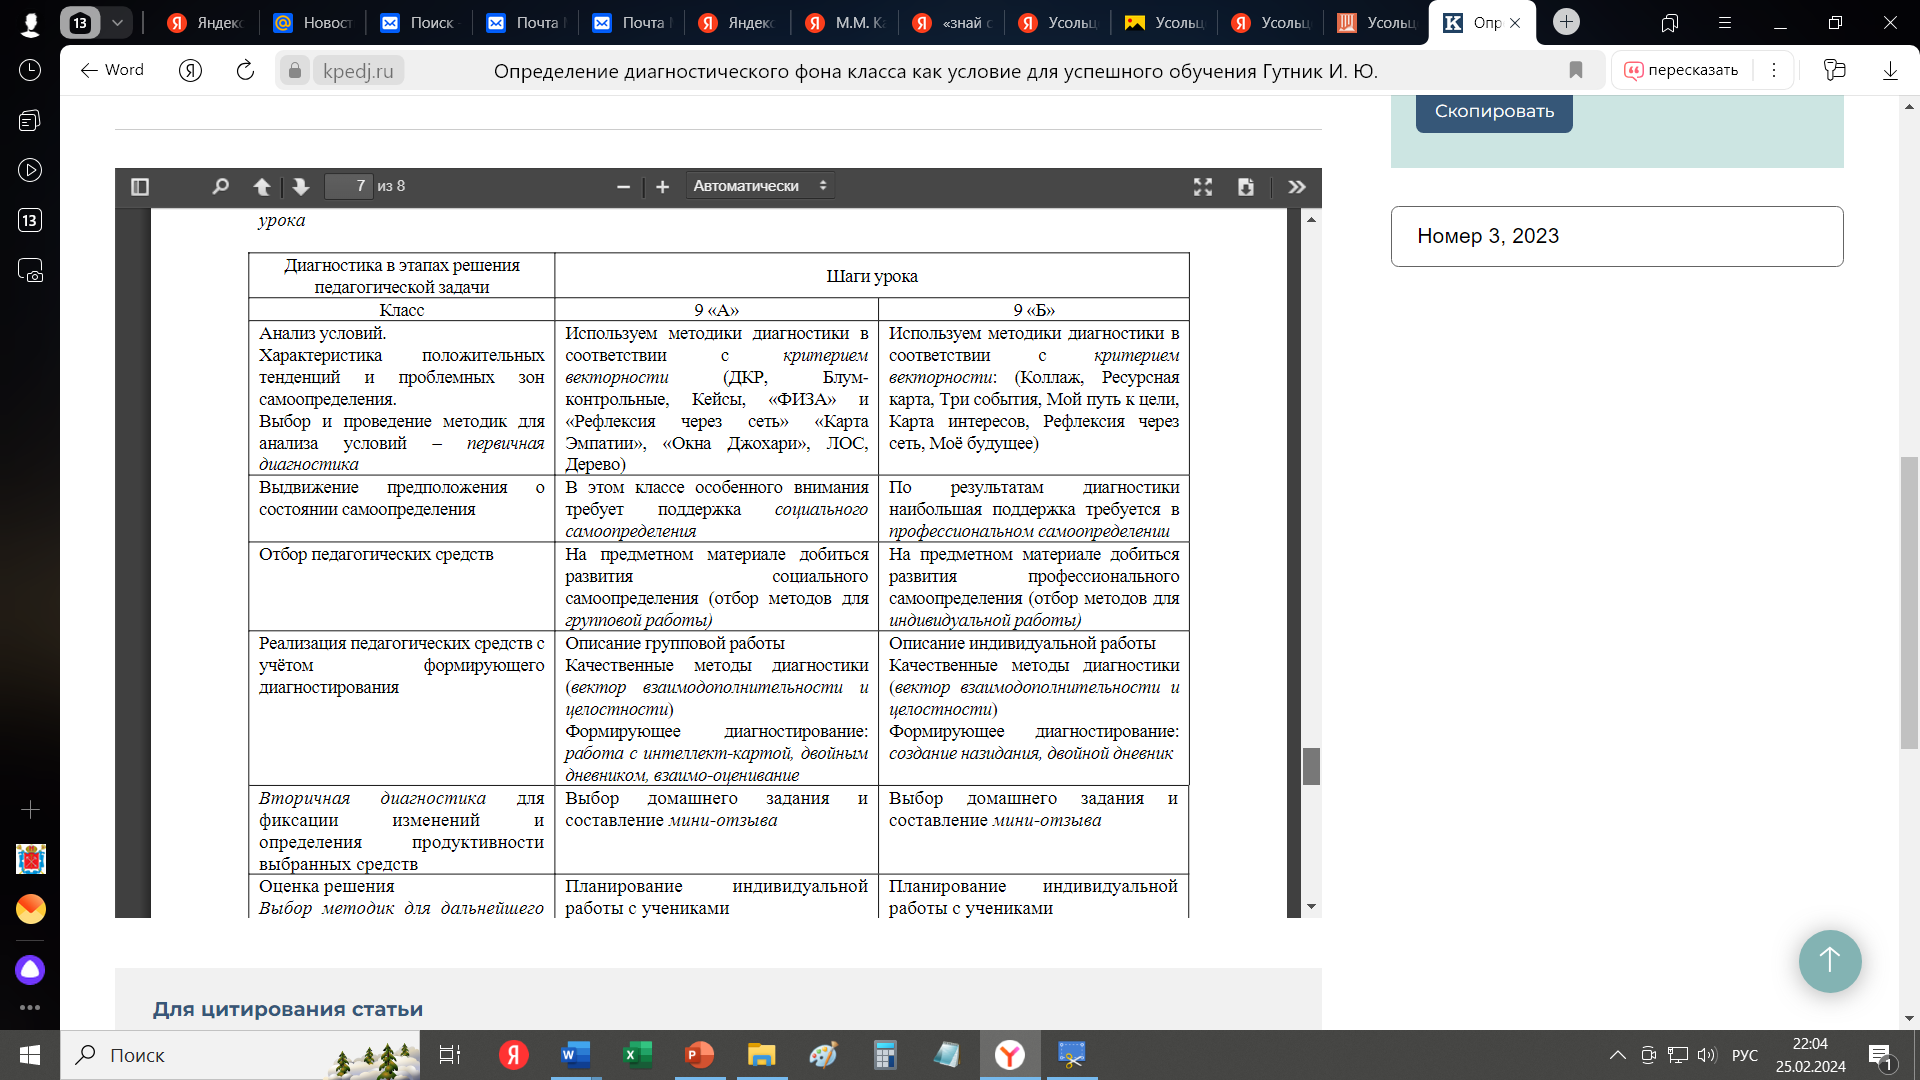 13
Яндекс
Новост
Поиск
Почта
Почта
Яндекс
М.М. Ка
«знай с
Усольц
Усольц
Усольц
Усольц
Опр
Word
kpedj.ru
Определение диагностического фона класса как условие для успешного обучения Гутник И. Ю.
пересказать
13
Скопировать
7 из 8
Автоматически
Номер 3, 2023
урока
Диагностика в этапах решения
педагогической задачи
Шаги урока
Класс
9 «А»
9 «Б»
Анализ условий.
Характеристика положительных
тенденций и проблемных зон
самоопределения.
Выбор и проведение методик для
анализа условий – первичная
диагностика
Используем методики диагностики в
соответствии с критерием
векторности (ДКР, Блум-
контрольные, Кейсы, «ФИЗА» и
«Рефлексия через сеть» «Карта
Эмпатии», «Окна Джохари», ЛОС,
Дерево)
Используем методики диагностики в
соответствии с критерием
векторности: (Коллаж, Ресурсная
карта, Три события, Мой путь к цели,
Карта интересов, Рефлексия через
сеть, Моё будущее)
Выдвижение предположения о
состоянии самоопределения
В этом классе особенного внимания
требует поддержка социального
самоопределения
По результатам диагностики
наибольшая поддержка требуется в
профессиональном самоопределении
Отбор педагогических средств
На предметном материале добиться
развития социального
самоопределения (отбор методов для
групповой работы)
На предметном материале добиться
развития профессионального
самоопределения (отбор методов для
индивидуальной работы)
Реализация педагогических средств с
учётом формирующего
диагностирования
Описание групповой работы
Качественные методы диагностики
(вектор взаимодополнительности и
целостности)
Формирующее диагностирование:
работа с интеллект-картой, двойным
дневником, взаимо-оценивание
Описание индивидуальной работы
Качественные методы диагностики
(вектор взаимодополнительности и
целостности)
Формирующее диагностирование:
создание назидания, двойной дневник
Вторичная диагностика для
фиксации изменений и
определения продуктивности
выбранных средств
Выбор домашнего задания и
составление мини-отзыва
Выбор домашнего задания и
составление мини-отзыва
Оценка решения
Выбор методик для дальнейшего
Планирование индивидуальной
работы с учениками
Планирование индивидуальной
работы с учениками
Для цитирования статьи
Поиск
РУС
22:04
25.02.2024
1